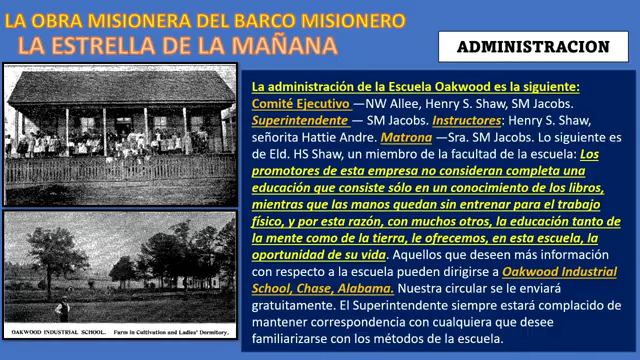 LA OBRA MISIONERA DEL BARCO MISIONERO
LA ESTRELLA DE LA MAÑANA
ADMINISTRACION
La administración de la Escuela Oakwood es la siguiente:
Comité Ejecutivo —NW Allee, Henry S. Shaw, SM Jacobs.
Superintendente — SM Jacobs. Instructores: Henry S. Shaw,
señorita Hattie Andre. Matrona —Sra. SM Jacobs. Lo siguiente es
de Eld. HS Shaw, un miembro de la facultad de la escuela: Los
promotores de esta empresa no consideran completa una
educación que consiste sólo en un conocimiento de los libros,
mientras que las manos quedan sin entrenar para el trabajo
físico, y por esta razón, con muchos otros, la educación tanto de
la mente como de la tierra, le ofrecemos, en esta escuela, la
oportunidad de su vida. Aquellos que deseen más información
con respecto a la escuela pueden dirigirse a Oakwood Industrial
School, Chase, Alabama. Nuestra circular se le enviará
gratuitamente. El Superintendente siempre estará complacido de
mantener correspondencia con cualquiera que desee
familiarizarse con los métodos de la escuela.
OAKWOOD INDUSTRIAL SCHOOL. Farm in Cultivation and Ladies' Dormitory.